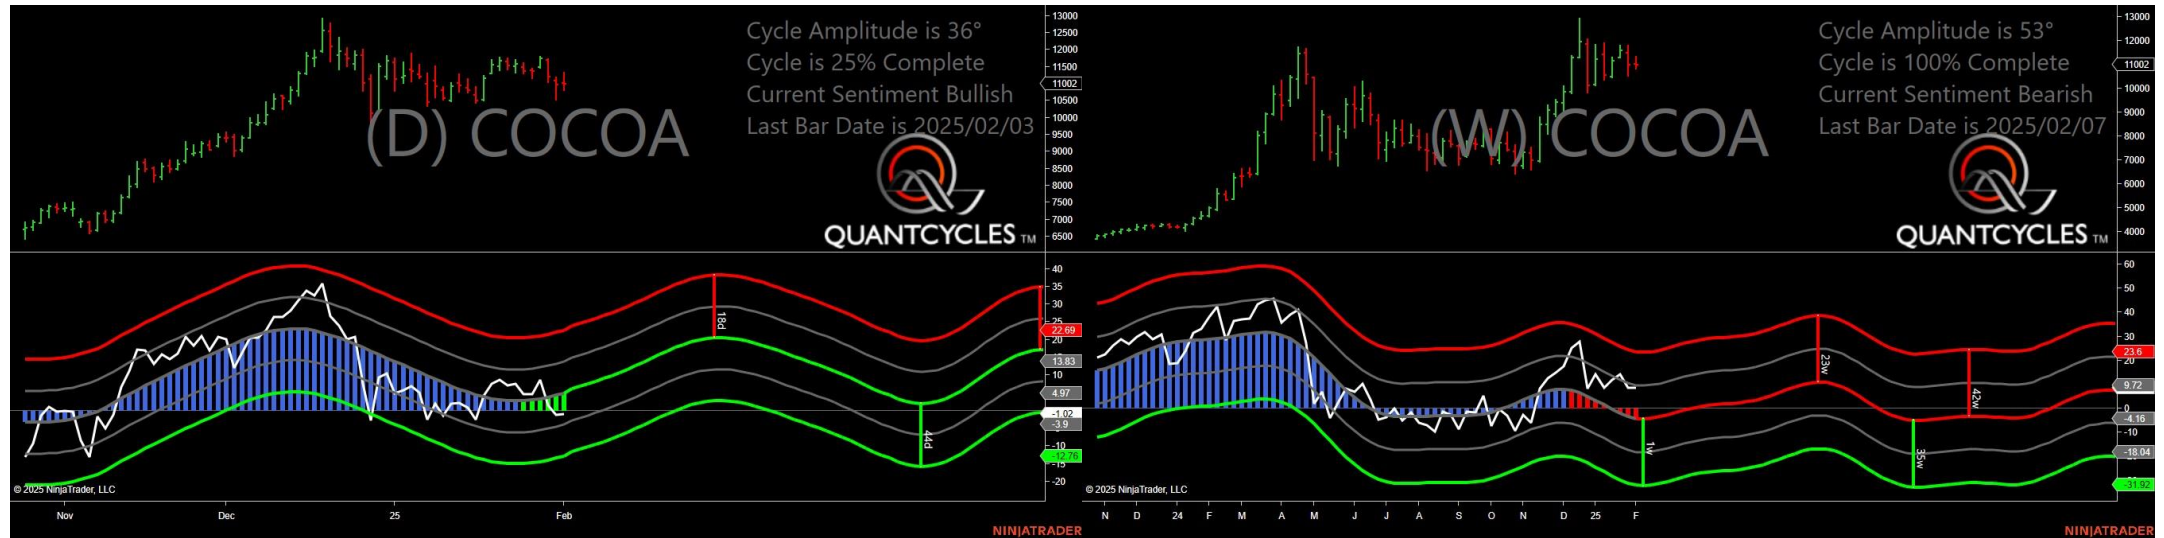 Cycle Amplitude is 36°
Cycle is 25% Complete
Current Sentiment Bullish
Last Bar Date is 2025/02/03
(D) COCOA
QUANTCYCLES TM
13000
12500
12000
11500
11002
10500
10000
9500
9000
8500
8000
7500
7000
6500
40
35
30
25
22.69
20
13.83
10
4.97
-1.02
-3.9
-10
-12.76
-15
-20
18d
44d
© 2025 NinjaTrader, LLC
Nov
Dec
25
Feb
NINJATRADER
Cycle Amplitude is 53°
Cycle is 100% Complete
Current Sentiment Bearish
Last Bar Date is 2025/02/07
(W) COCOA
QUANTCYCLES TM
13000
12000
11002
10000
9000
8000
7000
6000
5000
4000
60
50
40
30
23.6
20
9.72
0
-4.16
-10
-18.04
-31.92
1w
23w
35w
42w
© 2025 NinjaTrader, LLC
N D 24 F M A M J J A S O N D 25 F
NINJATRADER